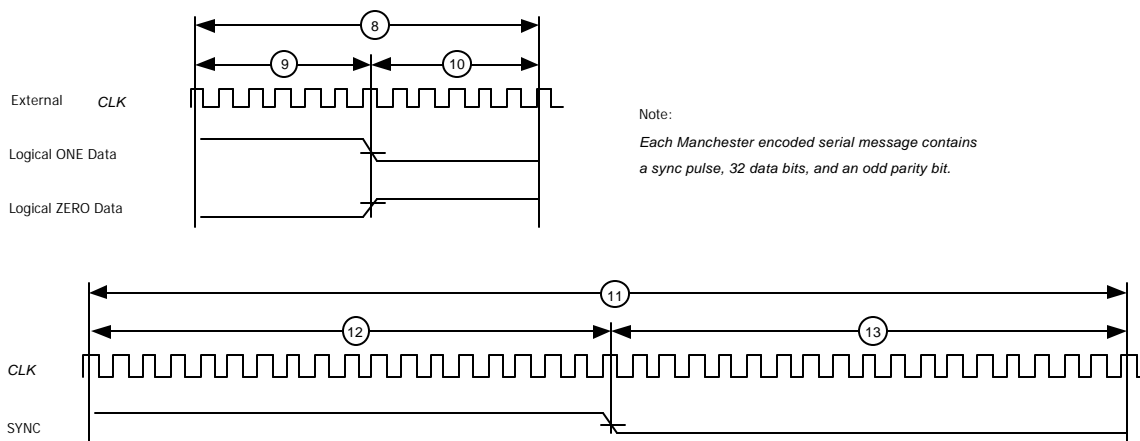 8
9
10
External CLK
Note:
Each Manchester encoded serial message contains
a sync pulse, 32 data bits, and an odd parity bit.
Logical ONE Data
Logical ZERO Data
11
12
13
CLK
SYNC